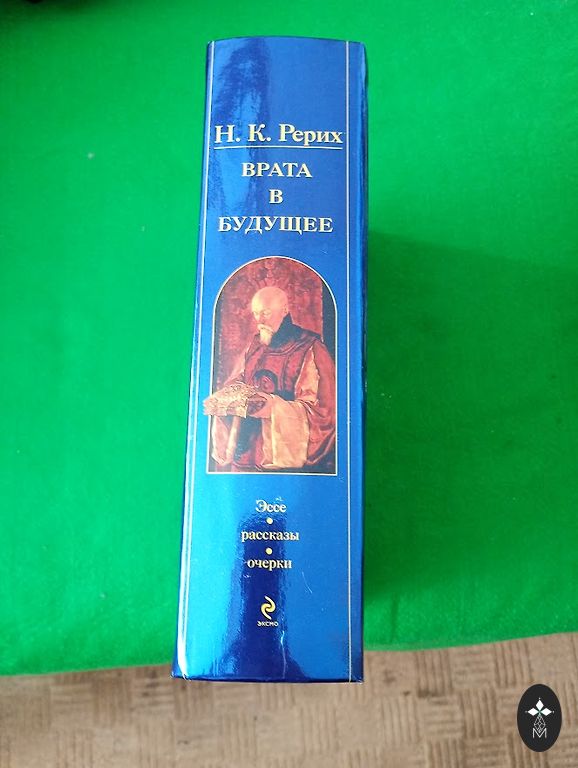 Н. К. Рерих
ВРАТА
В
БУДУЩЕЕ
Эссе
•
рассказы
•
очерки
ЭКСМО
M